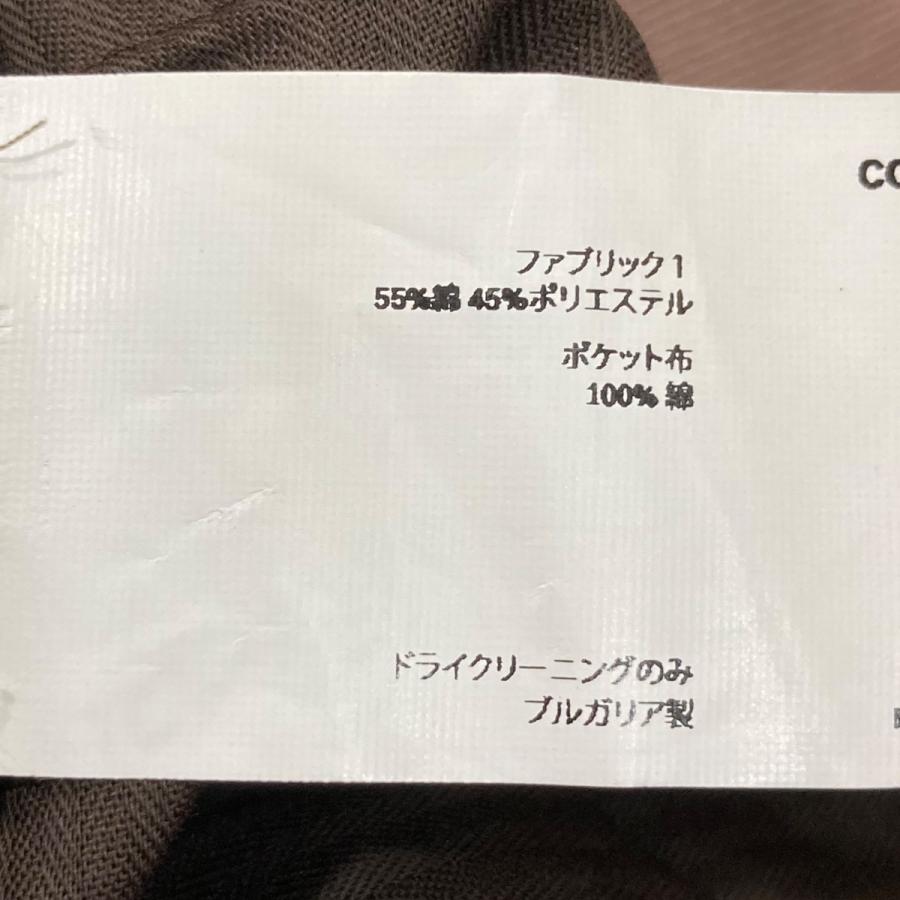 ファブリック1
55%綿 45%ポリエステル
ポケット布
100% 綿
ドライクリーニングのみ
ブルガリア製